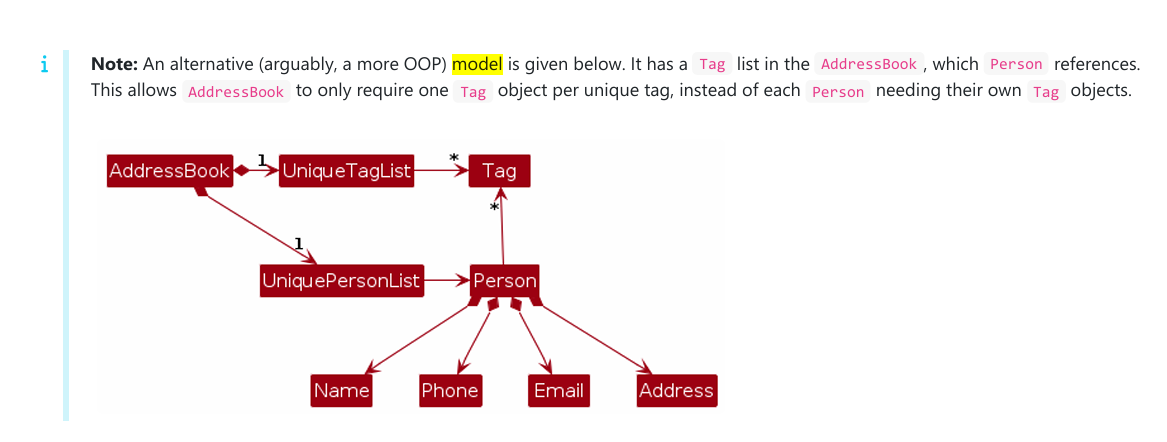 i
Note: An alternative (arguably, a more OOP) model is given below. It has a Tag list in the AddressBook , which Person references.
This allows AddressBook to only require one Tag object per unique tag, instead of each Person needing their own Tag objects.
AddressBook 1 UniqueTagList * Tag
*
1
UniquePersonList Person
Name Phone Email Address